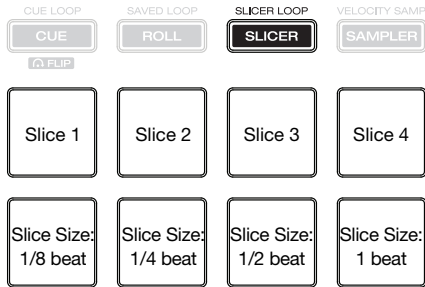 CUE LOOP
SAVED LOOP
SLICER LOOP
VELOCITY SAMP
CUE
ROLL
SLICER
SAMPLER
FLIP
Slice 1
Slice 2
Slice 3
Slice 4
Slice Size:
1/8 beat
Slice Size:
1/4 beat
Slice Size:
1/2 beat
Slice Size:
1 beat